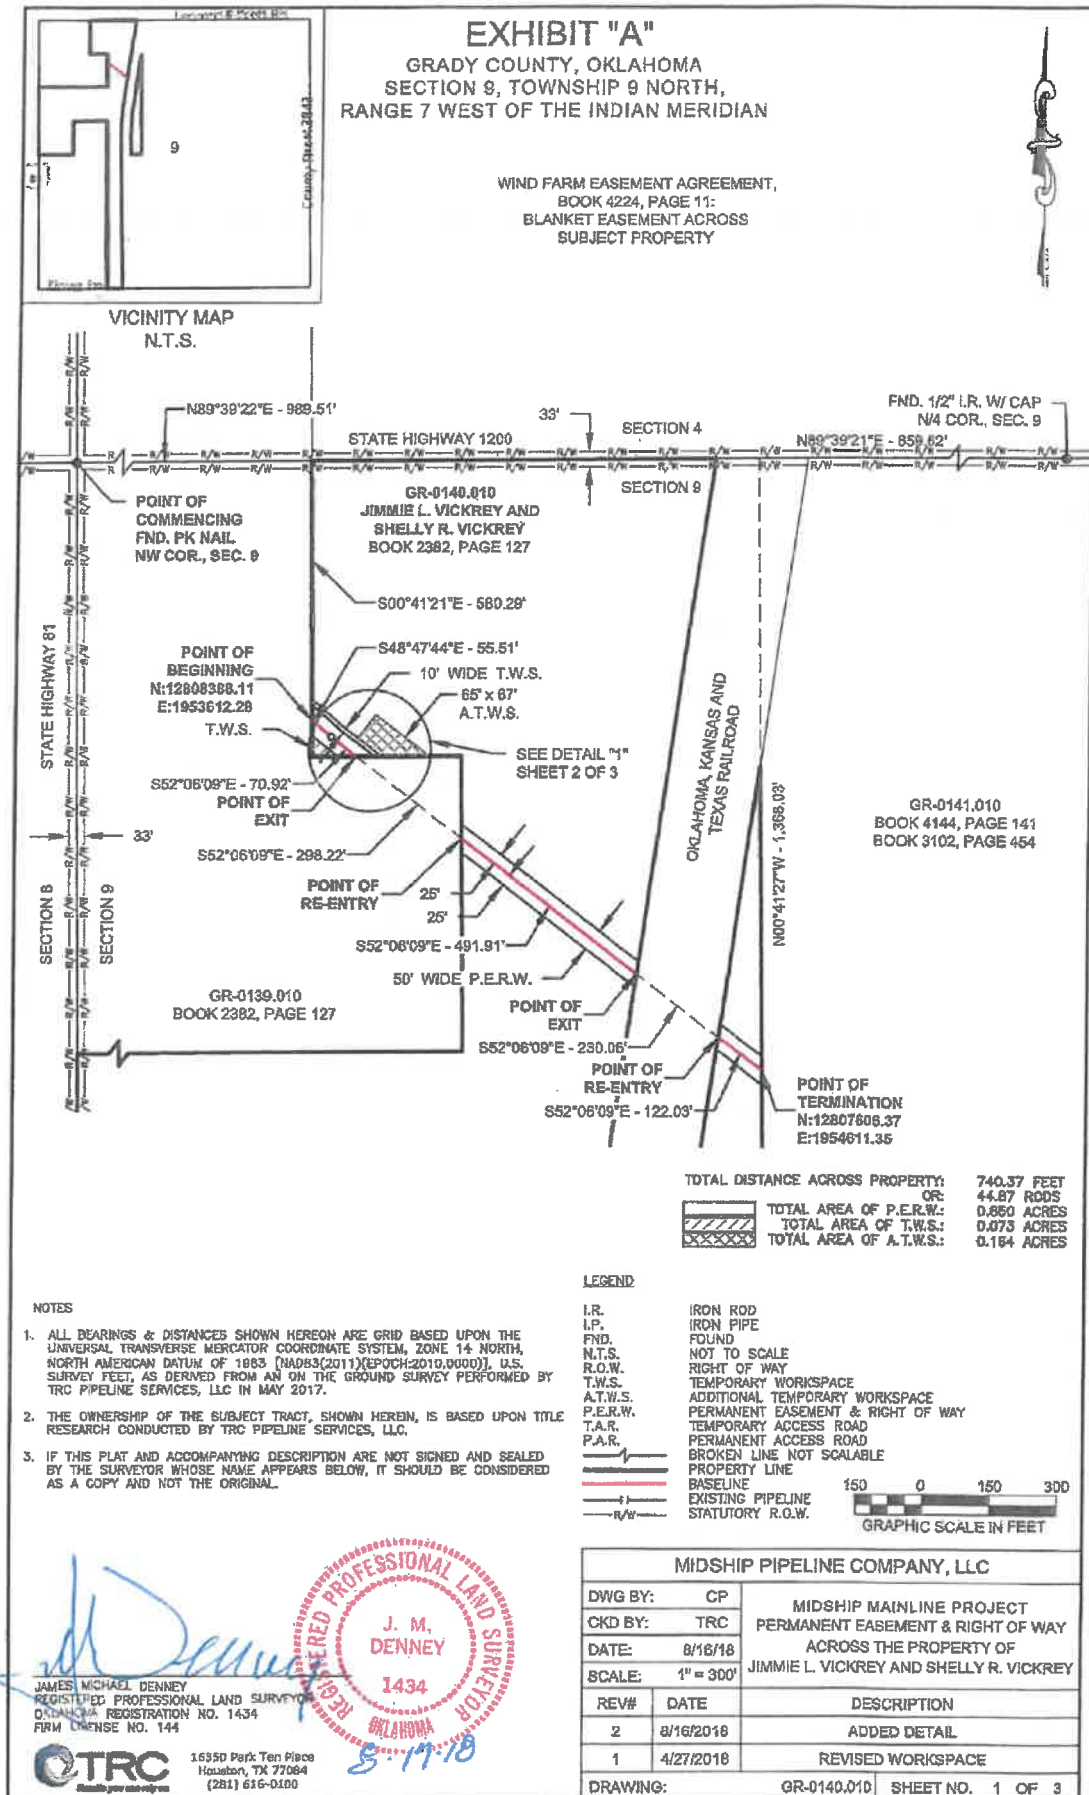 EXHIBIT "A"
GRADY COUNTY, OKLAHOMA
SECTION 9, TOWNSHIP 9 NORTH,
RANGE 7 WEST OF THE INDIAN MERIDIAN
WIND FARM EASEMENT AGREEMENT,
BOOK 4224, PAGE 11:
BLANKET EASEMENT ACROSS
SUBJECT PROPERTY
9
VICINITY MAP
N.T.S.
N89°39'22"E - 989.51'
33'
SECTION 4
FND. 1/2" I.R. W/ CAP
N/4 COR., SEC. 9
STATE HIGHWAY 1200
N89°39'21"E - 859.62'
SECTION 9
POINT OF
COMMENCING
FND. PK NAIL
NW COR., SEC. 9
GR-0140.010
JIMMIE L. VICKREY AND
SHELLY R. VICKREY
BOOK 2382, PAGE 127
S00°41'21"E - 580.29'
STATE HIGHWAY 81
POINT OF
BEGINNING
N:12808388.11
E:1953612.28
S48°47'44"E - 55.51'
10' WIDE T.W.S.
65' x 67'
A.T.W.S.
T.W.S.
SEE DETAIL "1"
SHEET 2 OF 3
OKLAHOMA, KANSAS AND
TEXAS RAILROAD
S52°06'09"E - 70.92'
POINT OF
EXIT
33'
S52°06'09"E - 298.22'
GR-0141.010
BOOK 4144, PAGE 141
BOOK 3102, PAGE 454
N00°41'27"W - 1,368.03'
POINT OF
RE-ENTRY
25'
25'
SECTION 8
SECTION 9
S52°06'09"E - 491.91'
50' WIDE P.E.R.W.
GR-0139.010
BOOK 2382, PAGE 127
POINT OF
EXIT
S52°06'09"E - 230.06'
POINT OF
RE-ENTRY
S52°06'09"E - 122.03'
POINT OF
TERMINATION
N:12807608.37
E:1954611.35
TOTAL DISTANCE ACROSS PROPERTY: 740.37 FEET
OR: 44.87 RODS
TOTAL AREA OF P.E.R.W.: 0.850 ACRES
TOTAL AREA OF T.W.S.: 0.073 ACRES
TOTAL AREA OF A.T.W.S.: 0.164 ACRES
NOTES
1. ALL BEARINGS & DISTANCES SHOWN HEREON ARE GRID BASED UPON THE
UNIVERSAL TRANSVERSE MERCATOR COORDINATE SYSTEM, ZONE 14 NORTH,
NORTH AMERICAN DATUM OF 1983 [NAD83(2011)(EPOCH:2010.0000)], U.S.
SURVEY FEET, AS DERIVED FROM AN ON THE GROUND SURVEY PERFORMED BY
TRC PIPELINE SERVICES, LLC IN MAY 2017.
2. THE OWNERSHIP OF THE SUBJECT TRACT, SHOWN HEREIN, IS BASED UPON TITLE
RESEARCH CONDUCTED BY TRC PIPELINE SERVICES, LLC.
3. IF THIS PLAT AND ACCOMPANYING DESCRIPTION ARE NOT SIGNED AND SEALED
BY THE SURVEYOR WHOSE NAME APPEARS BELOW, IT SHOULD BE CONSIDERED
AS A COPY AND NOT THE ORIGINAL.
LEGEND
I.R. IRON ROD
I.P. IRON PIPE
FND. FOUND
N.T.S. NOT TO SCALE
R.O.W. RIGHT OF WAY
T.W.S. TEMPORARY WORKSPACE
A.T.W.S. ADDITIONAL TEMPORARY WORKSPACE
P.E.R.W. PERMANENT EASEMENT & RIGHT OF WAY
T.A.R. TEMPORARY ACCESS ROAD
P.A.R. PERMANENT ACCESS ROAD
BROKEN LINE NOT SCALABLE
PROPERTY LINE
BASELINE
EXISTING PIPELINE
R/W STATUTORY R.O.W.
150 0 150 300
GRAPHIC SCALE IN FEET
REGISTERED PROFESSIONAL LAND SURVEYOR
J. M.
DENNEY
1434
OKLAHOMA
8-17-18
JAMES MICHAEL DENNEY
REGISTERED PROFESSIONAL LAND SURVEYOR
OKLAHOMA REGISTRATION NO. 1434
FIRM LICENSE NO. 144
TRC
16350 Park Ten Place
Houston, TX 77084
(281) 616-0100
MIDSHIP PIPELINE COMPANY, LLC
DWG BY: CP
CKD BY: TRC
DATE: 8/16/18
SCALE: 1" = 300'
MIDSHIP MAINLINE PROJECT
PERMANENT EASEMENT & RIGHT OF WAY
ACROSS THE PROPERTY OF
JIMMIE L. VICKREY AND SHELLY R. VICKREY
REV# DATE DESCRIPTION
2 8/16/2018 ADDED DETAIL
1 4/27/2018 REVISED WORKSPACE
DRAWING: GR-0140.010 SHEET NO. 1 OF 3